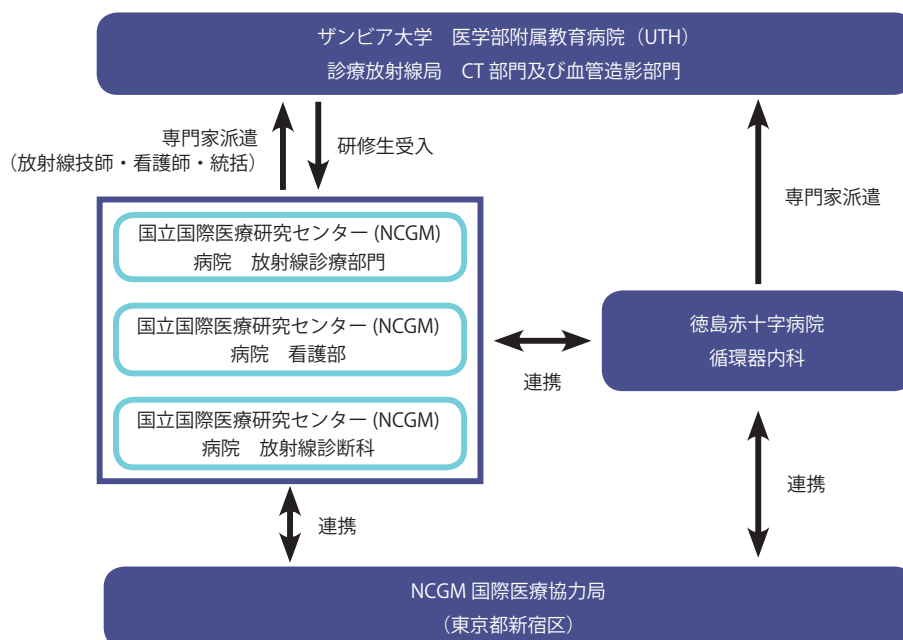 ザンビア大学　医学部附属教育病院（UTH）
診療放射線局　CT 部門及び血管造影部門
専門家派遣
（放射線技師・看護師・統括）
研修生受入
専門家派遣
国立国際医療研究センター (NCGM)
病院　放射線診療部門
国立国際医療研究センター (NCGM)
病院　看護部
国立国際医療研究センター (NCGM)
病院　放射線診断科
連携
徳島赤十字病院
循環器内科
連携
連携
NCGM 国際医療協力局
（東京都新宿区）